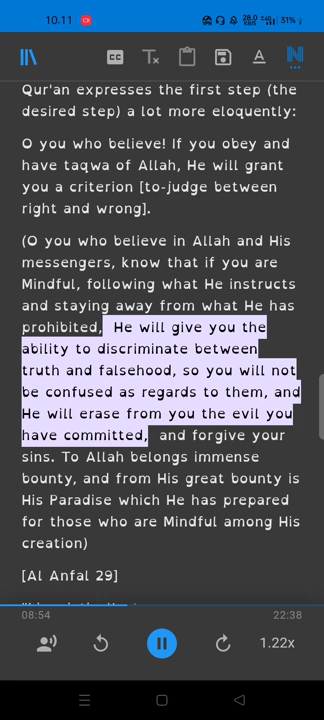 10.11
28.0 KB/S
31%
CC
Qur'an expresses the first step (the
desired step) a lot more eloquently:
O you who believe! If you obey and
have taqwa of Allah, He will grant
you a criterion [to-judge between
right and wrong].
(O you who believe in Allah and His
messengers, know that if you are
Mindful, following what He instructs
and staying away from what He has
prohibited, He will give you the
ability to discriminate between
truth and falsehood, so you will not
be confused as regards to them, and
He will erase from you the evil you
have committed, and forgive your
sins. To Allah belongs immense
bounty, and from His great bounty is
His Paradise which He has prepared
for those who are Mindful among His
creation)
[Al Anfal 29]
08:54
22:38
1.22x